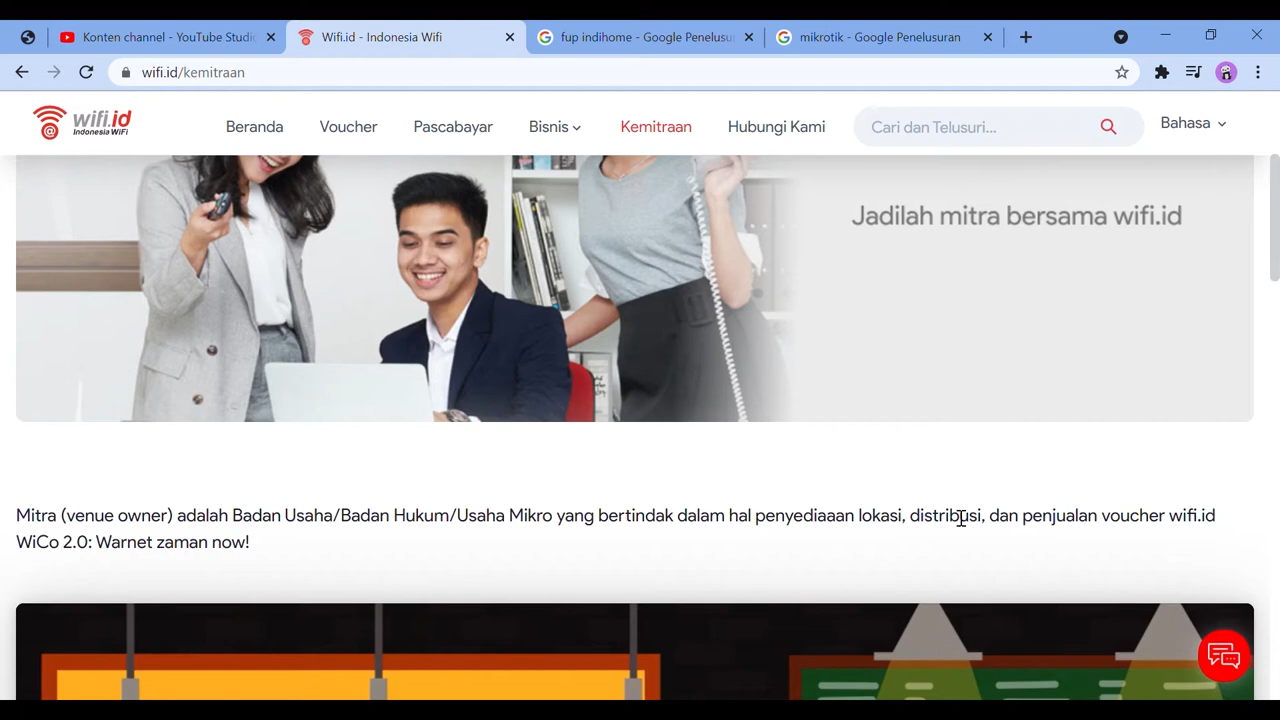 Konten channel - YouTube Studi
Wifi.id - Indonesia Wifi
fup indihome - Google Penelusu
mikrotik - Google Penelusuran
wifi.id/kemitraan
wifi.id
Indonesia WiFi
Beranda
Voucher
Pascabayar
Bisnis
Kemitraan
Hubungi Kami
Cari dan Telusuri...
Bahasa
Jadilah mitra bersama wifi.id
Mitra (venue owner) adalah Badan Usaha/Badan Hukum/Usaha Mikro yang bertindak dalam hal penyediaaan lokasi, distribusi, dan penjualan voucher wifi.id
WiCo 2.0: Warnet zaman now!